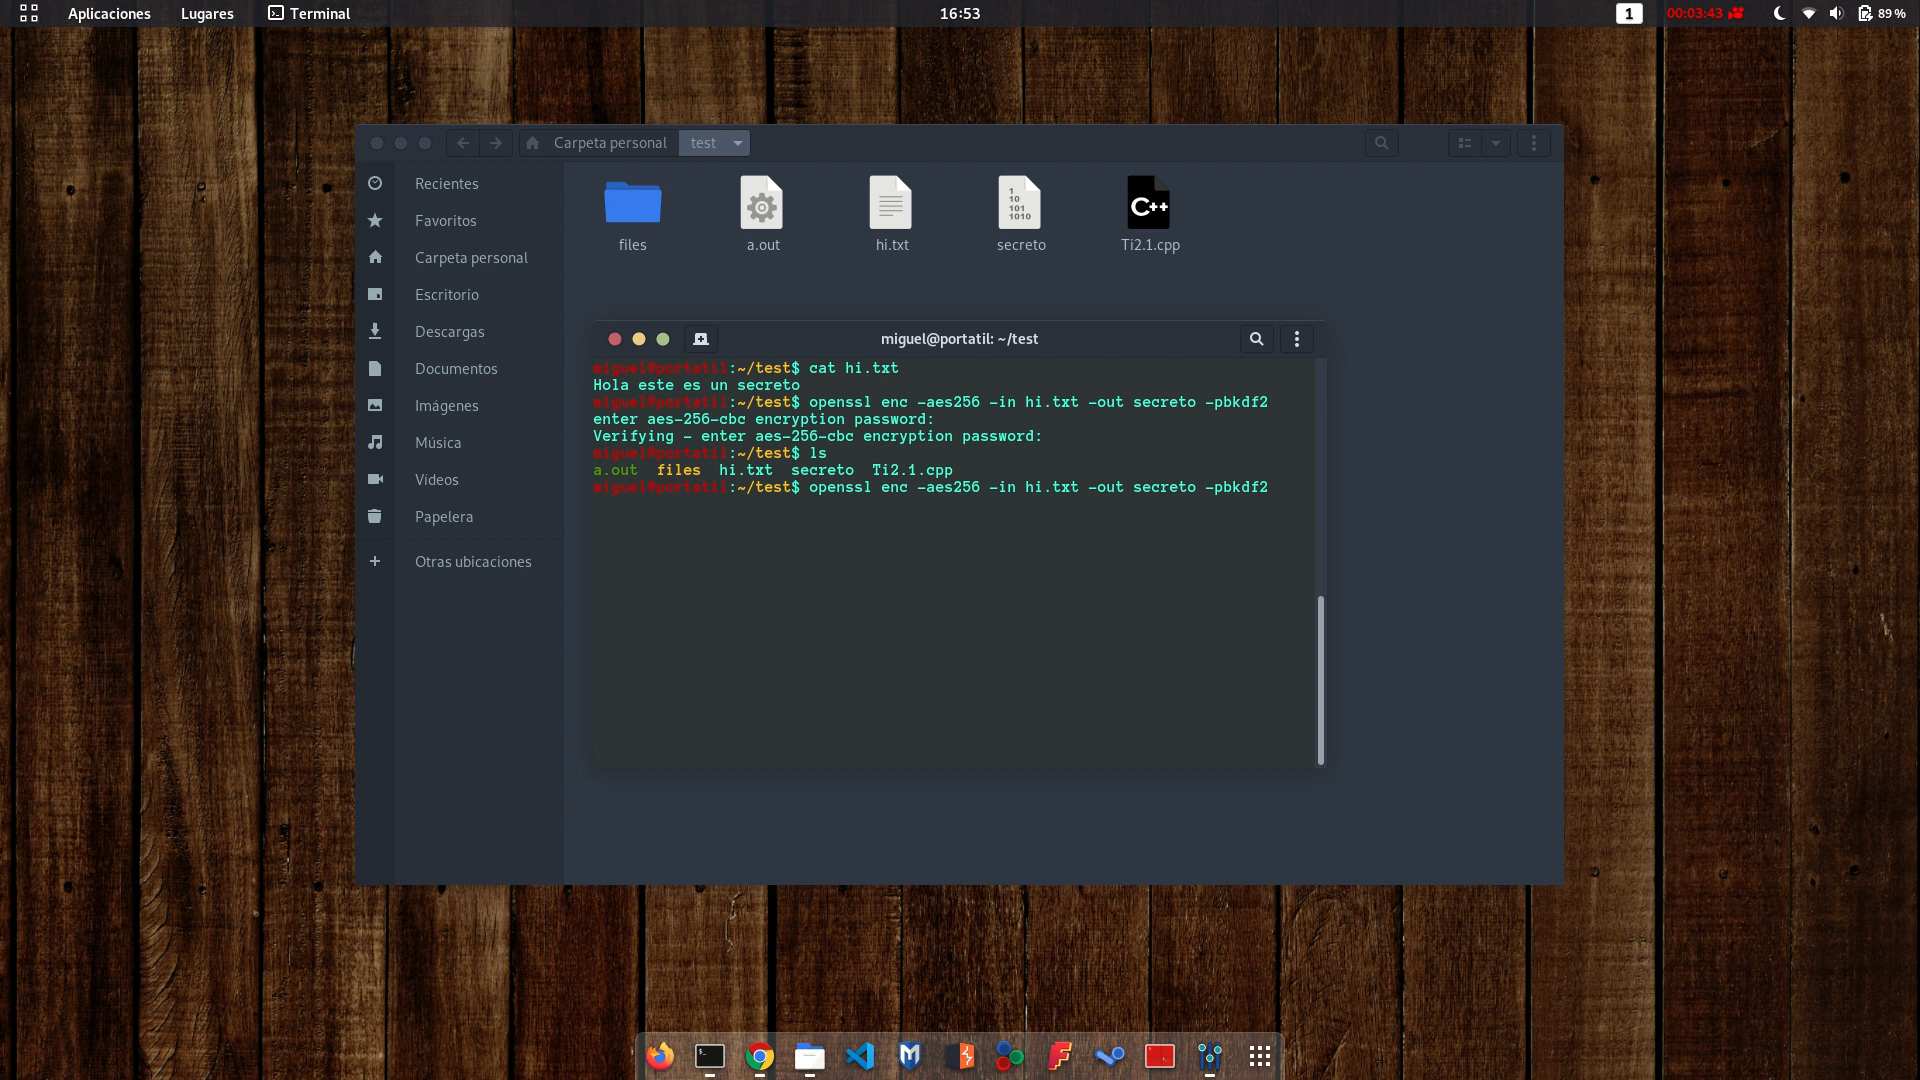 Aplicaciones Lugares Terminal 16:53 1 00:03:43 89 %
Carpeta personal test
Recientes
Favoritos
Carpeta personal
Escritorio
Descargas
Documentos
Imágenes
Música
Vídeos
Papelera
Otras ubicaciones
1
10
101
1010
C++
files a.out hi.txt secreto Ti2.1.cpp
miguel@portatil: ~/test
miguel@portatil:~/test$ cat hi.txt
Hola este es un secreto
miguel@portatil:~/test$ openssl enc -aes256 -in hi.txt -out secreto -pbkdf2
enter aes-256-cbc encryption password:
Verifying - enter aes-256-cbc encryption password:
miguel@portatil:~/test$ ls
a.out files hi.txt secreto Ti2.1.cpp
miguel@portatil:~/test$ openssl enc -aes256 -in hi.txt -out secreto -pbkdf2